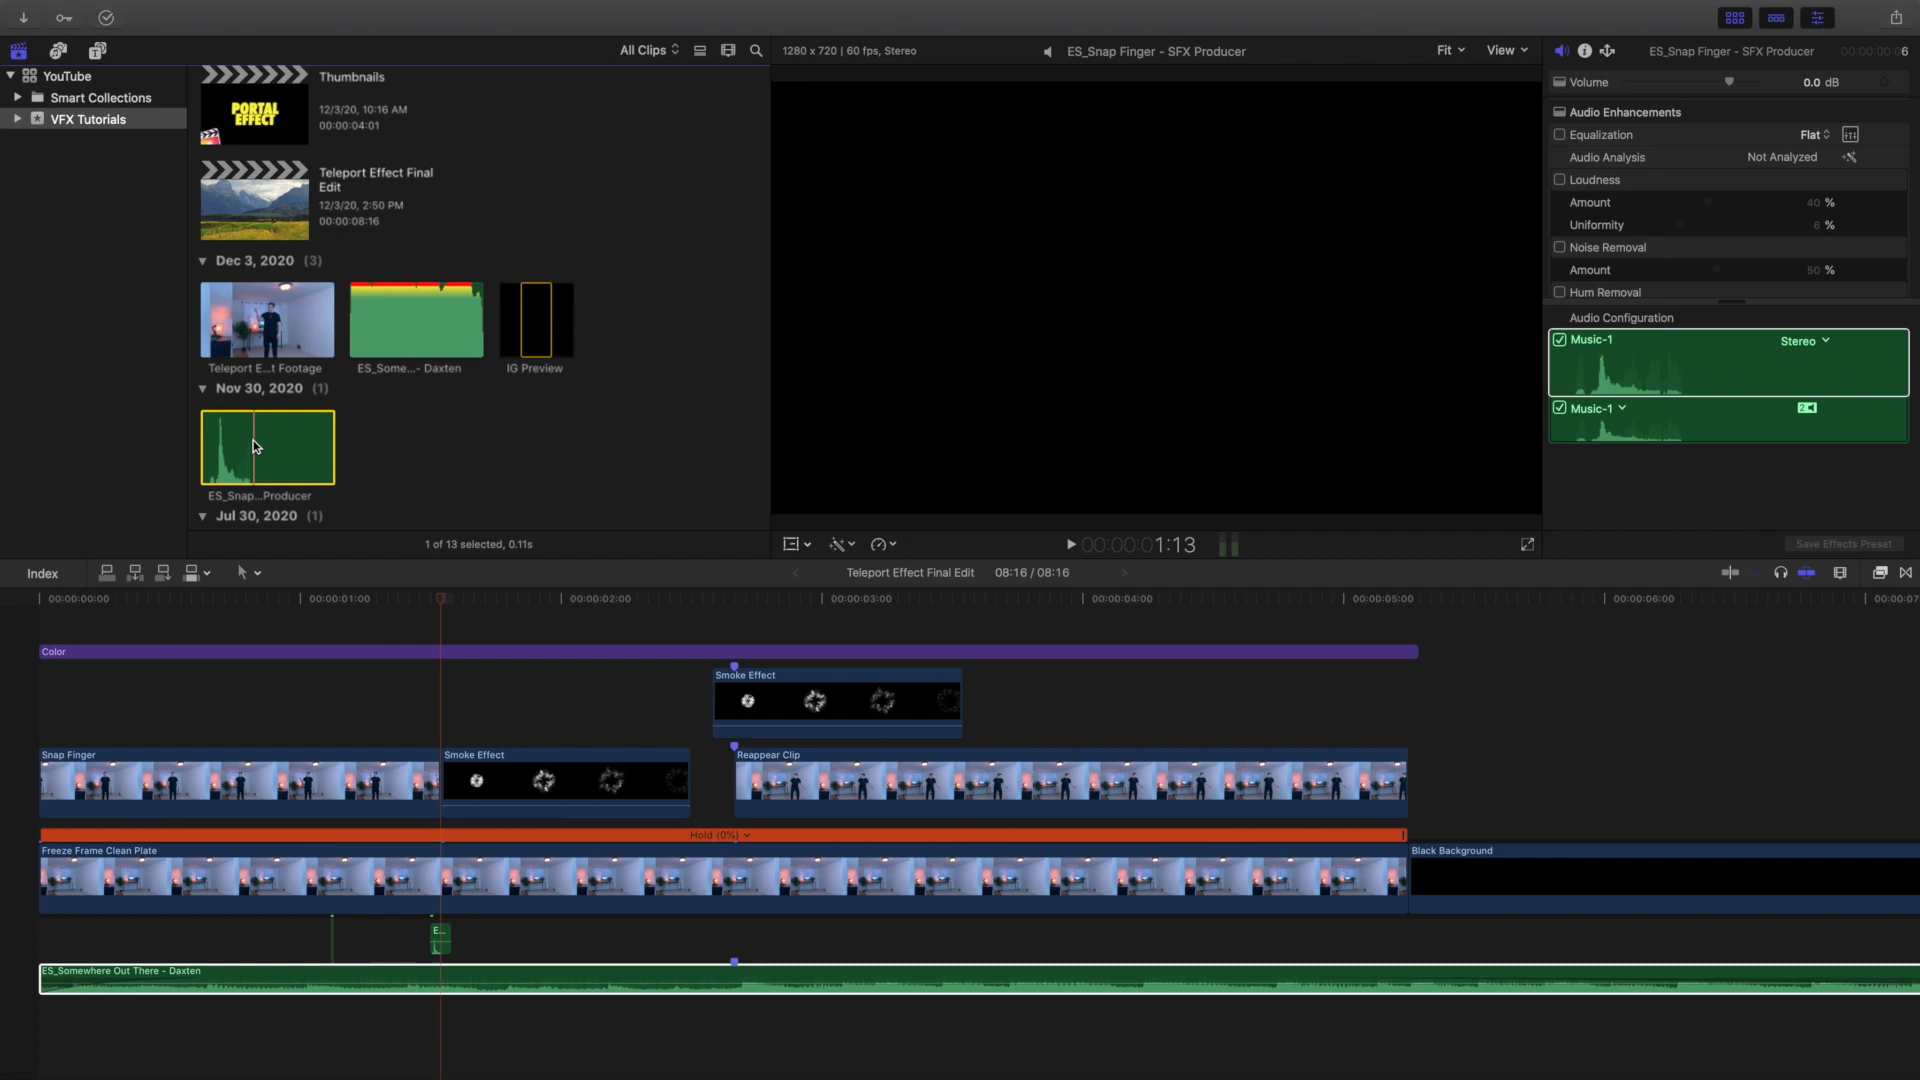 All Clips
1280 x 720 | 60 fps, Stereo
ES_Snap Finger - SFX Producer
Fit
View
ES_Snap Finger - SFX Producer
00:00:00:06
YouTube
Smart Collections
VFX Tutorials
Thumbnails
12/3/20, 10:16 AM
00:00:04:01
PORTAL
EFFECT
Teleport Effect Final
Edit
12/3/20, 2:50 PM
00:00:08:16
Dec 3, 2020 (3)
Teleport E...t Footage
ES_Some...- Daxten
IG Preview
Nov 30, 2020 (1)
ES_Snap...Producer
Jul 30, 2020 (1)
1 of 13 selected, 0.11s
Volume
0.0 dB
Audio Enhancements
Equalization
Flat
Audio Analysis
Not Analyzed
Loudness
Amount
40 %
Uniformity
6 %
Noise Removal
Amount
50 %
Hum Removal
Audio Configuration
Music-1
Stereo
Music-1
2
Save Effects Preset
00:00:01:13
Index
Teleport Effect Final Edit
08:16 / 08:16
00:00:00:00
00:00:01:00
00:00:02:00
00:00:03:00
00:00:04:00
00:00:05:00
00:00:06:00
00:00:07
Color
Smoke Effect
Snap Finger
Smoke Effect
Reappear Clip
Hold (0%)
Freeze Frame Clean Plate
Black Background
E...
ES_Somewhere Out There - Daxten